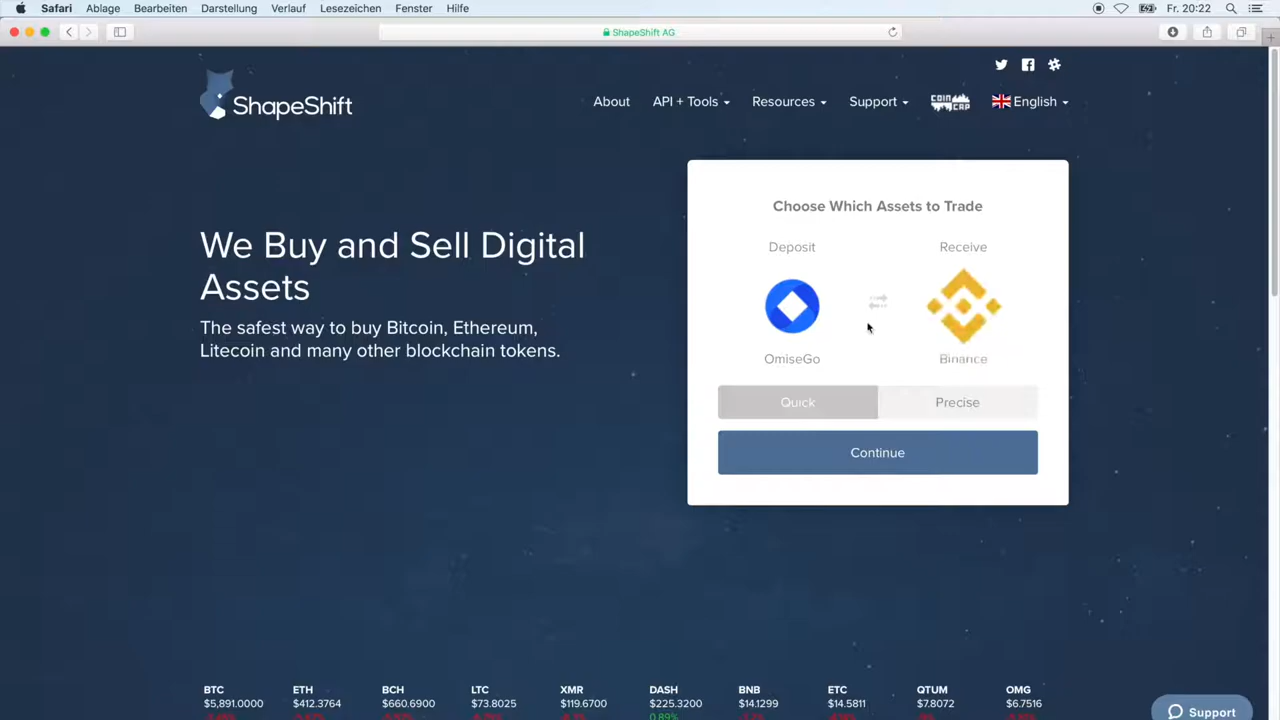 Safari Ablage Bearbeiten Darstellung Verlauf Lesezeichen Fenster Hilfe Fr. 20:22
ShapeShift AG
ShapeShift
About API + Tools Resources Support COIN CAP English
Choose Which Assets to Trade
Deposit Receive
We Buy and Sell Digital
Assets
The safest way to buy Bitcoin, Ethereum,
Litecoin and many other blockchain tokens.
OmiseGo Binance
Quick Precise
Continue
BTC ETH BCH LTC XMR DASH BNB ETC QTUM OMG
$5,891.0000 $412.3764 $660.6900 $73.8025 $119.6700 $225.3200 $14.1299 $14.5811 $7.8072 $6.7516
0.89%
Support